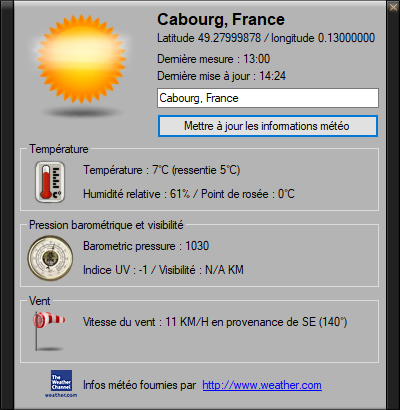 Cabourg, France
Latitude 49.27999878 / longitude 0.13000000
Dernière mesure : 13:00
Dernière mise à jour : 14:24
Cabourg, France
Mettre à jour les informations météo
Température
Température : 7°C (ressentie 5°C)
Humidité relative : 61% / Point de rosée : 0°C
Pression barométrique et visibilité
Barometric pressure : 1030
Indice UV : -1 / Visibilité : N/A KM
Vent
Vitesse du vent : 11 KM/H en provenance de SE (140°)
The
Weather
Channel
weather.com
Infos météo fournies par http://www.weather.com